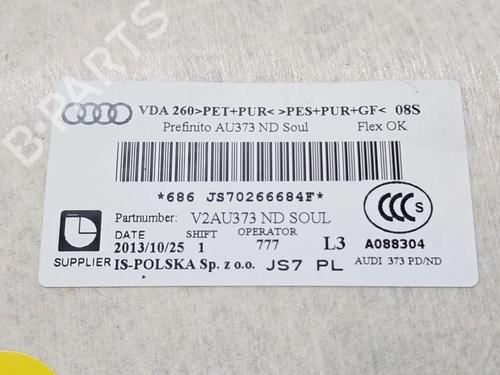 B-PARTS
VDA 260>PET+PUR< >PES+PUR+GF< 08S
Prefinito AU373 ND Soul Flex OK
*686 JS70266684F*
Partnumber: V2AU373 ND SOUL
CCC S
DATE SHIFT OPERATOR
2013/10/25 1 777 L3 A088304
SUPPLIER IS-POLSKA Sp. z o.o. JS7 PL AUDI 373 PD/ND